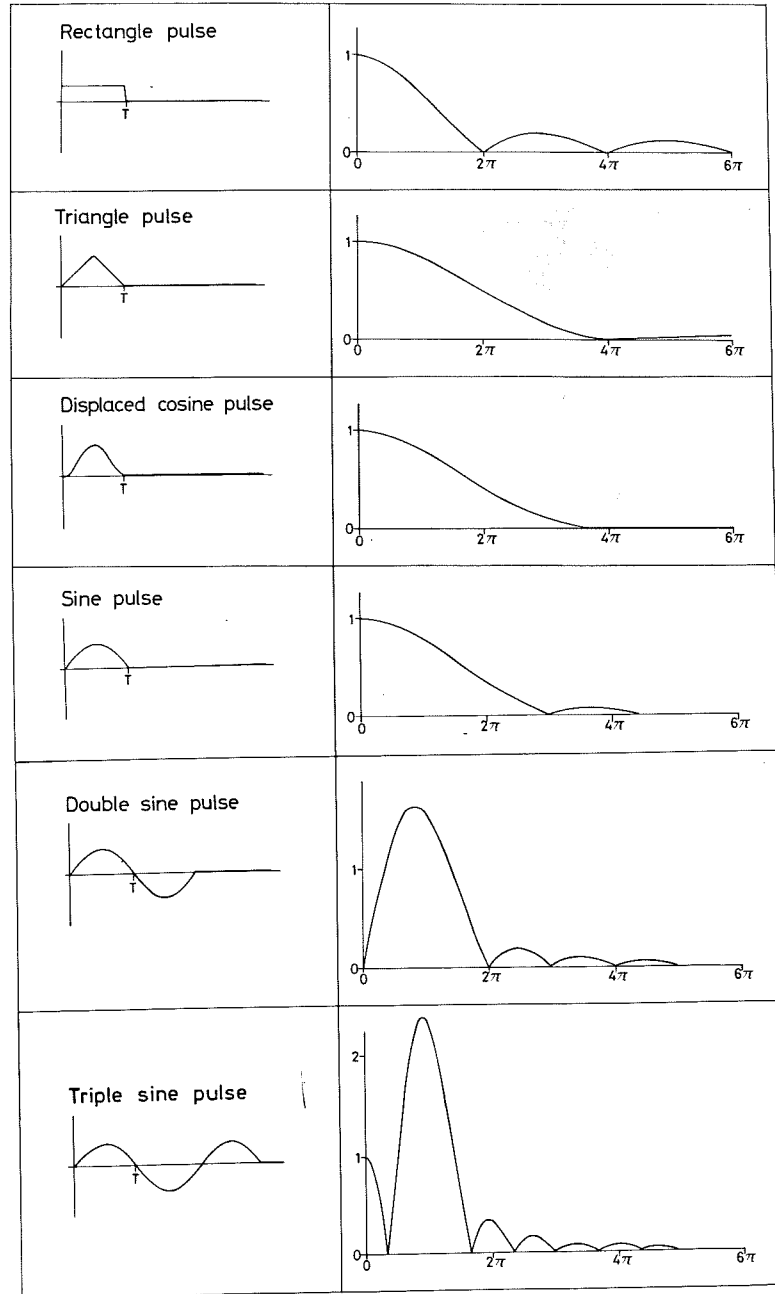 Rectangle pulse
T
1
0
0 2π 4π 6π
Triangle pulse
T
1
0
0 2π 4π 6π
Displaced cosine pulse
T
1
0
0 2π 4π 6π
Sine pulse
T
1
0
0 2π 4π 6π
Double sine pulse
T
1
0
0 2π 4π 6π
Triple sine pulse
T
2
1
0
0 2π 4π 6π